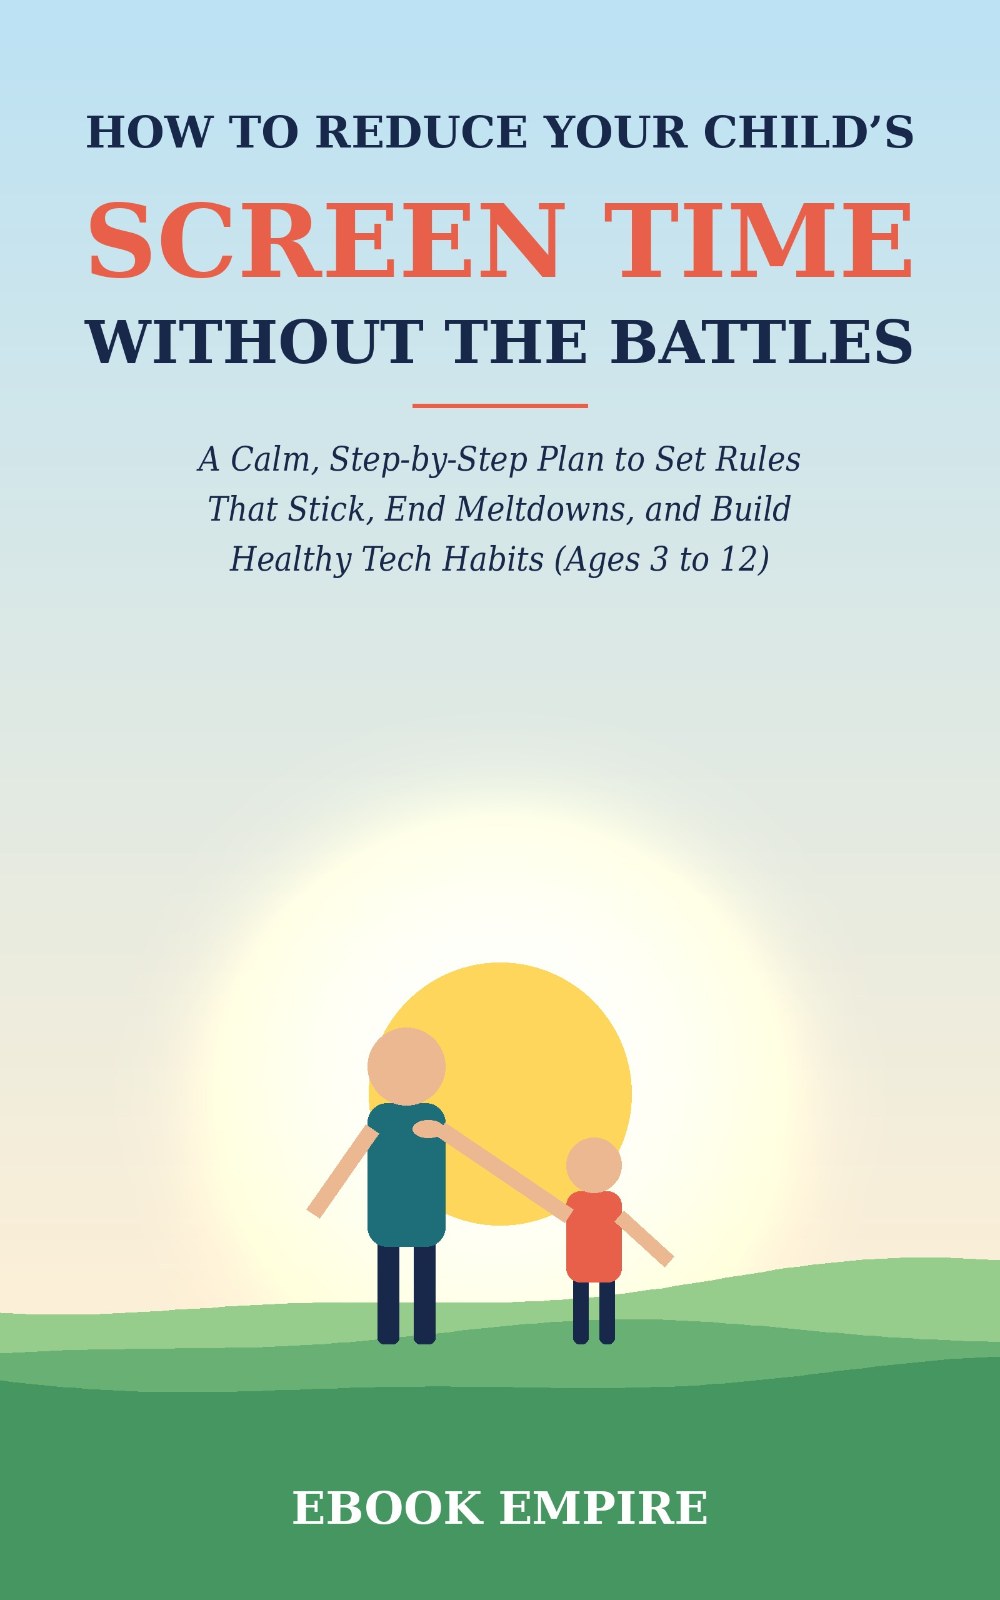 HOW TO REDUCE YOUR CHILD’S
SCREEN TIME
WITHOUT THE BATTLES
A Calm, Step-by-Step Plan to Set Rules
That Stick, End Meltdowns, and Build
Healthy Tech Habits (Ages 3 to 12)
EBOOK EMPIRE